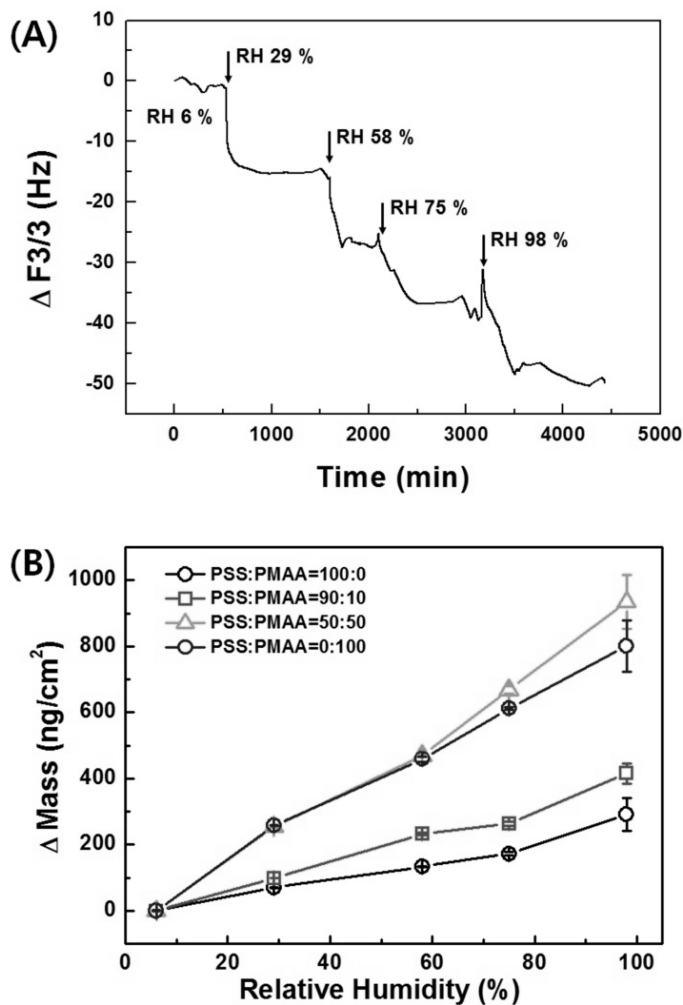 (A)
10
0
-10
-20
-30
-40
-50
Δ F3/3 (Hz)
RH 6 %
RH 29 %
RH 58 %
RH 75 %
RH 98 %
0 1000 2000 3000 4000 5000
Time (min)
(B)
1000
800
600
400
200
0
Δ Mass (ng/cm²)
PSS:PMAA=100:0
PSS:PMAA=90:10
PSS:PMAA=50:50
PSS:PMAA=0:100
0 20 40 60 80 100
Relative Humidity (%)